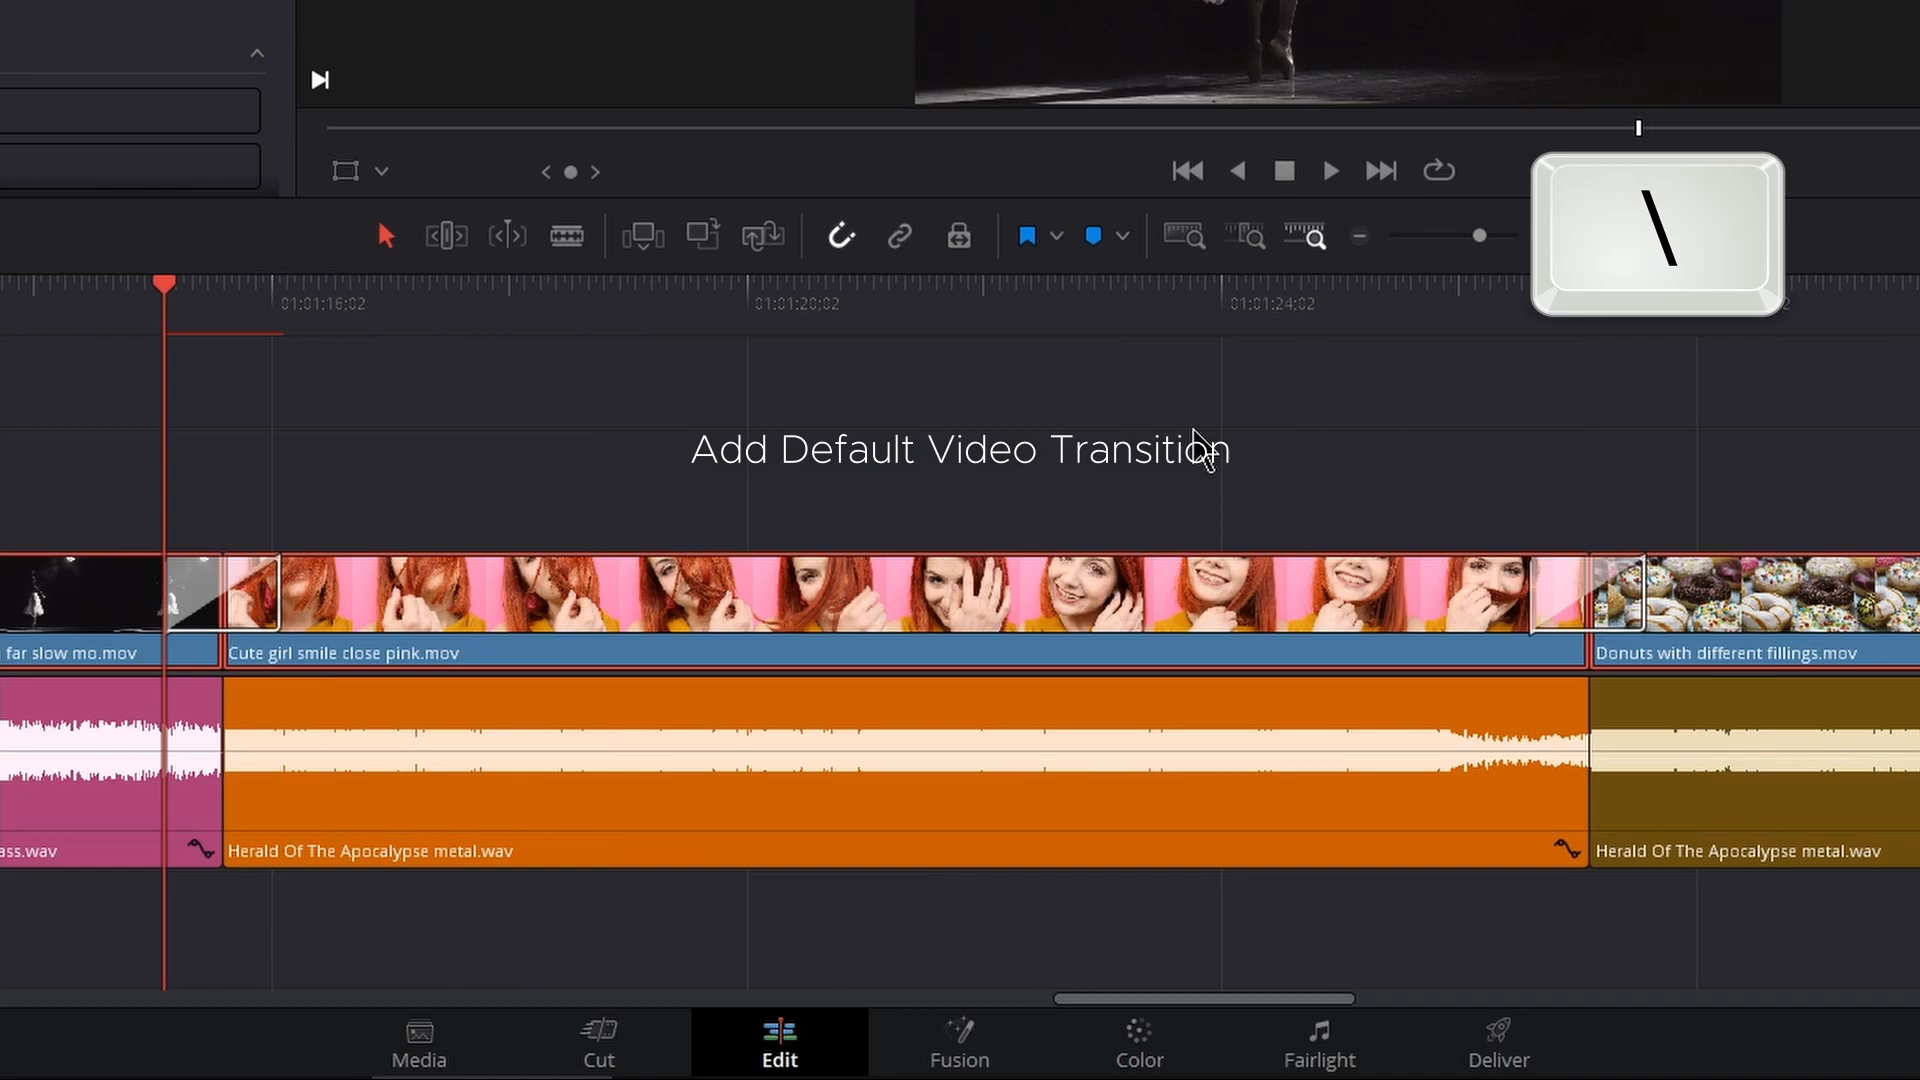 \
01:01:16;02
01:01:20;02
01:01:24;02
Add Default Video Transition
far slow mo.mov
Cute girl smile close pink.mov
Donuts with different fillings.mov
ass.wav
Herald Of The Apocalypse metal.wav
Herald Of The Apocalypse metal.wav
Media
Cut
Edit
Fusion
Color
Fairlight
Deliver